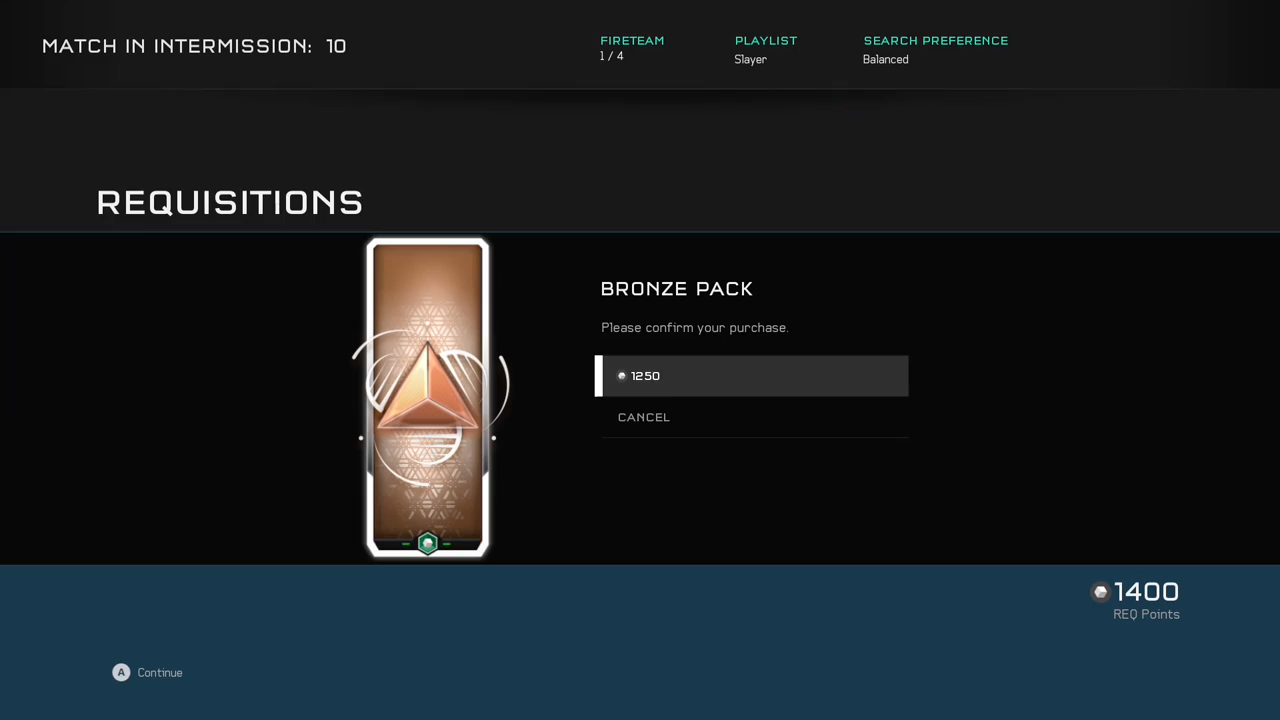 MATCH IN INTERMISSION: 10
FIRETEAM
1 / 4
PLAYLIST
Slayer
SEARCH PREFERENCE
Balanced
REQUISITIONS
BRONZE PACK
Please confirm your purchase.
1250
CANCEL
1400
REQ Points
A Continue